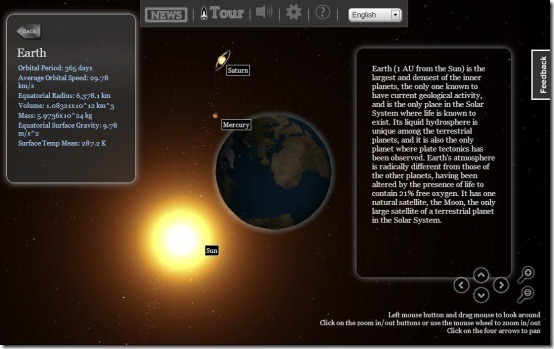 NEWS Tour English
Back
Earth
Orbital Period: 365 days
Average Orbital Speed: 29.78
km/s
Equatorial Radius: 6,378.1 km
Volume: 1.08321x10^12 km^3
Mass: 5.9736x10^24 kg
Equatorial Surface Gravity: 9.78
m/s^2
Surface Temp Mean: 287.2 K
Saturn
Mercury
Sun
Earth (1 AU from the Sun) is the
largest and densest of the inner
planets, the only one known to
have current geological activity,
and is the only place in the Solar
System where life is known to
exist. Its liquid hydrosphere is
unique among the terrestrial
planets, and it is also the only
planet where plate tectonics has
been observed. Earth's atmosphere
is radically different from those of
the other planets, having been
altered by the presence of life to
contain 21% free oxygen. It has one
natural satellite, the Moon, the only
large satellite of a terrestrial planet
in the Solar System.
Feedback
Left mouse button and drag mouse to look around
Click on the zoom in/out buttons or use the mouse wheel to zoom in/out
Click on the four arrows to pan